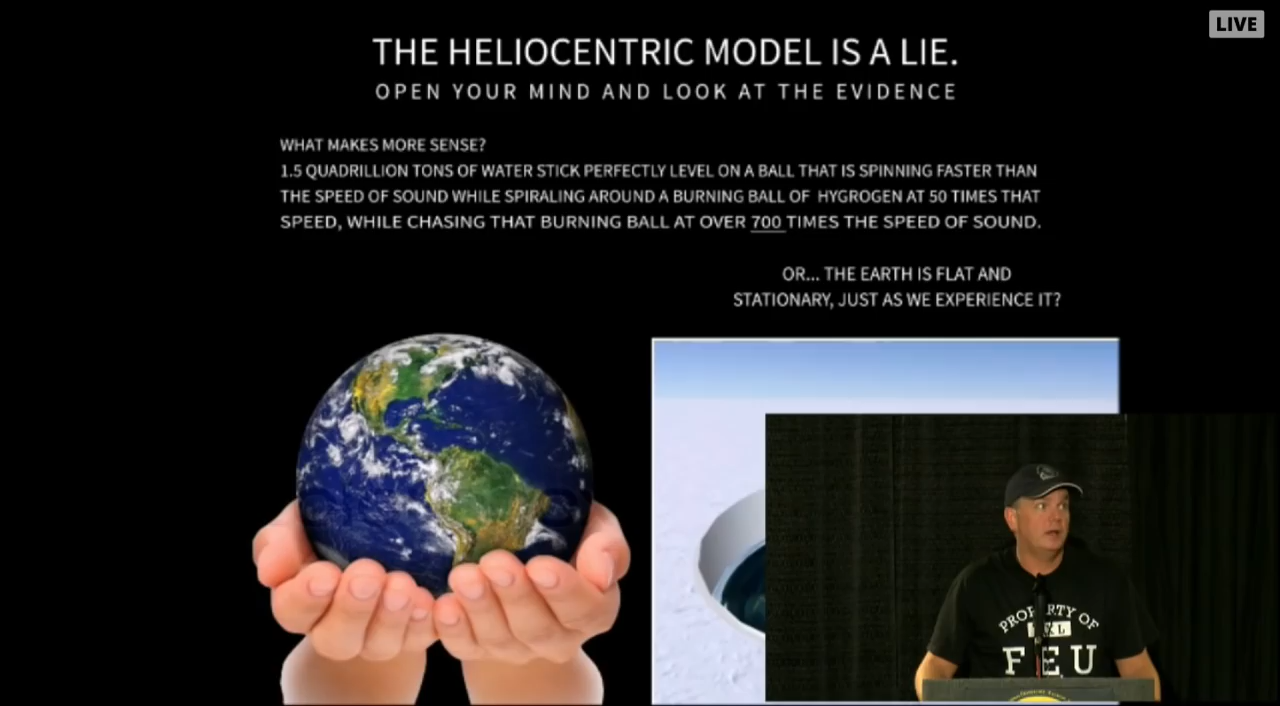 LIVE
THE HELIOCENTRIC MODEL IS A LIE.
OPEN YOUR MIND AND LOOK AT THE EVIDENCE
WHAT MAKES MORE SENSE?
1.5 QUADRILLION TONS OF WATER STICK PERFECTLY LEVEL ON A BALL THAT IS SPINNING FASTER THAN
THE SPEED OF SOUND WHILE SPIRALING AROUND A BURNING BALL OF HYGROGEN AT 50 TIMES THAT
SPEED, WHILE CHASING THAT BURNING BALL AT OVER 700 TIMES THE SPEED OF SOUND.
OR... THE EARTH IS FLAT AND
STATIONARY, JUST AS WE EXPERIENCE IT?
OF
FEU